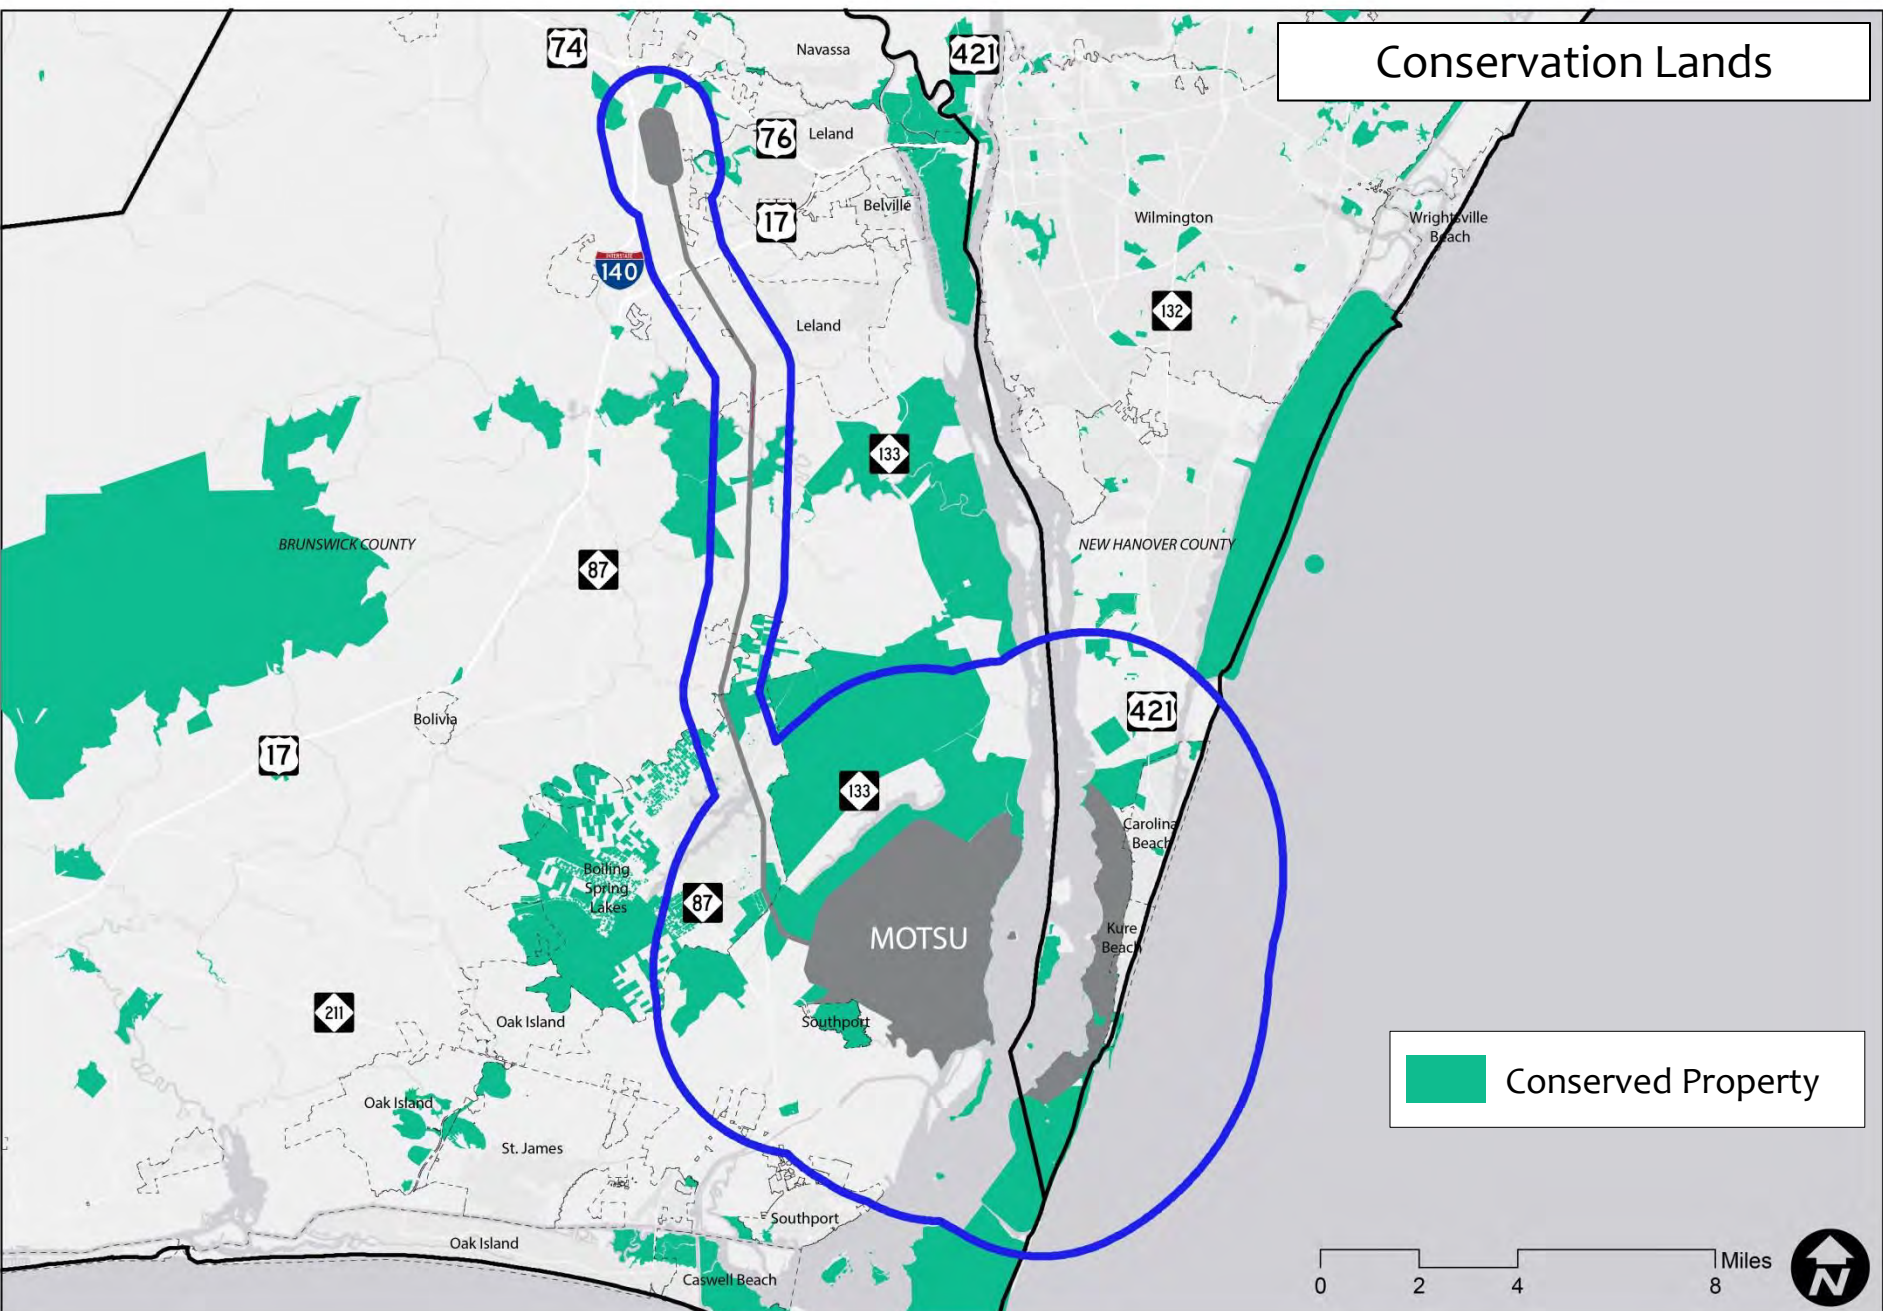 Conservation Lands
74
Navassa
421
76
Leland
Belville
17
Wilmington
Wrightsville
Beach
INTERSTATE
140
132
Leland
133
BRUNSWICK COUNTY
NEW HANOVER COUNTY
87
Bolivia
421
17
133
Carolina
Beach
Boiling
Spring
Lakes
87
MOTSU
Kure
Beach
211
Oak Island
Southport
Conserved Property
Oak Island
St. James
Southport
Oak Island
Caswell Beach
Miles
0 2 4 8
N